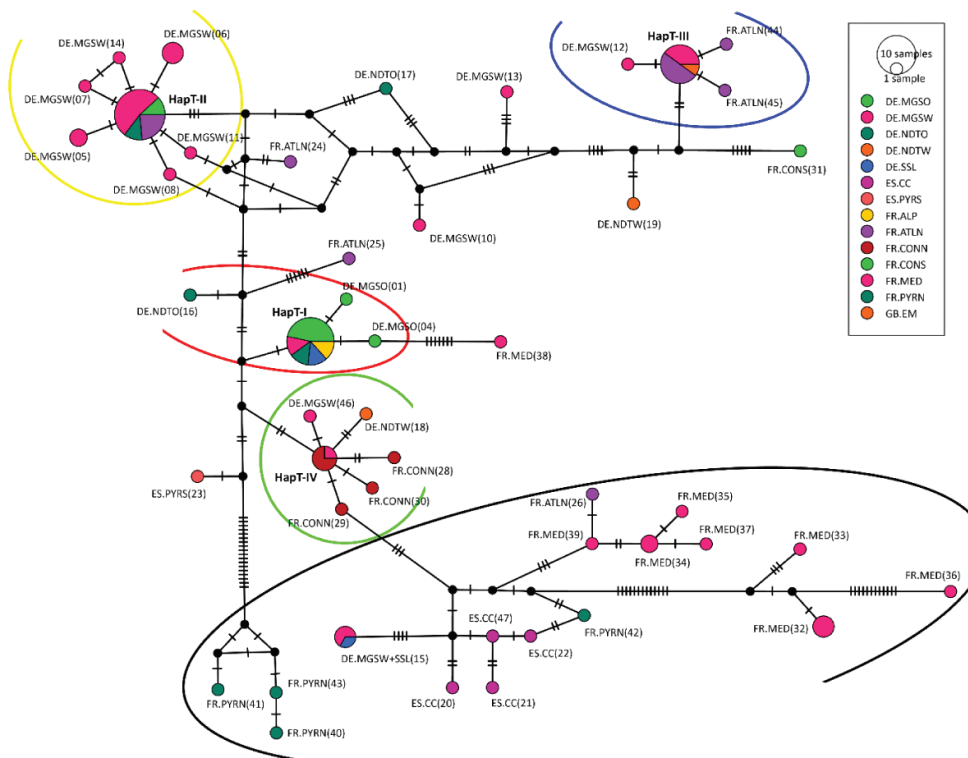 DE.MGSW(06)
DE.MGSW(14)
HapT-II
DE.MGSW(07)
DE.MGSW(05)
DE.MGSW(11)
DE.MGSW(08)
FR.ATLN(24)
DE.NDTO(17)
DE.MGSW(13)
DE.MGSW(10)
DE.MGSW(12)
HapT-III
FR.ATLN(44)
FR.ATLN(45)
FR.CONS(31)
DE.NDTW(19)
10 samples
1 sample
DE.MGSO
DE.MGSW
DE.NDTO
DE.NDTW
DE.SSL
ES.CC
ES.PYRS
FR.ALP
FR.ATLN
FR.CONN
FR.CONS
FR.MED
FR.PYRN
GB.EM
FR.ATLN(25)
DE.NDTO(16)
HapT-I
DE.MGSO(01)
DE.MGSO(04)
FR.MED(38)
DE.MGSW(46)
DE.NDTW(18)
HapT-IV
FR.CONN(28)
FR.CONN(30)
FR.CONN(29)
ES.PYRS(23)
FR.ATLN(26)
FR.MED(35)
FR.MED(39)
FR.MED(37)
FR.MED(34)
FR.MED(33)
FR.MED(36)
FR.MED(32)
ES.CC(47)
FR.PYRN(42)
ES.CC(22)
DE.MGSW+SSL(15)
ES.CC(20)
ES.CC(21)
FR.PYRN(41)
FR.PYRN(43)
FR.PYRN(40)